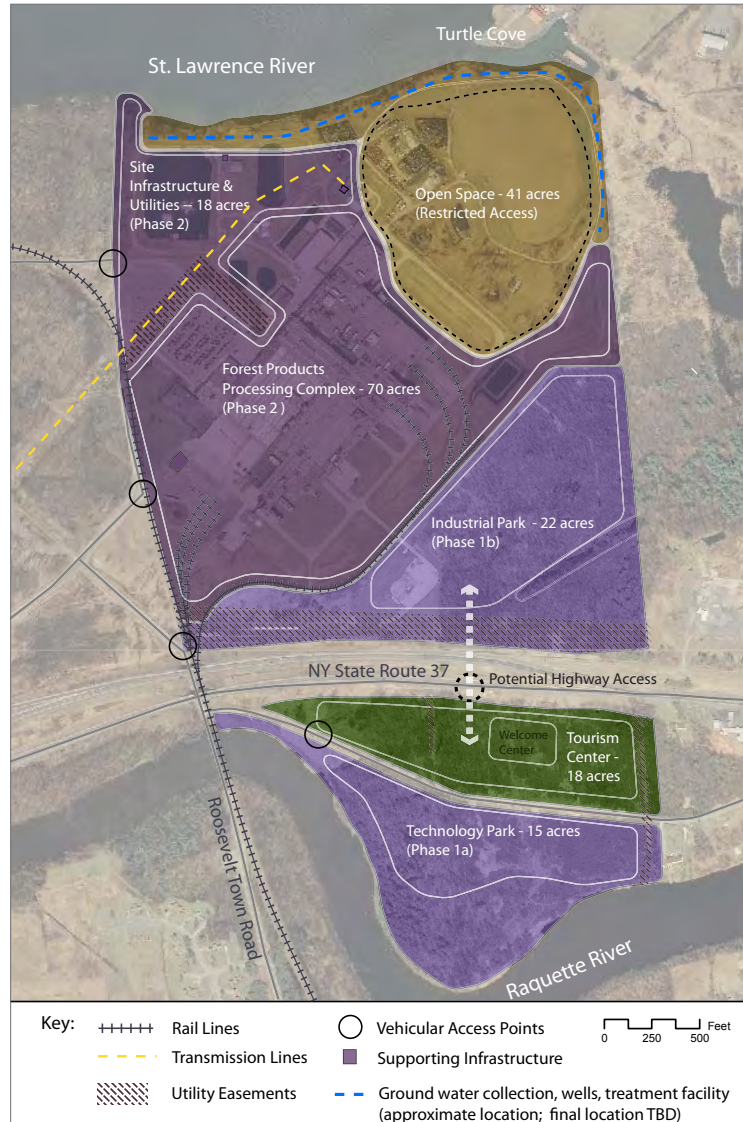 Turtle Cove
St. Lawrence River
Site
Infrastructure &
Utilities -- 18 acres
(Phase 2)
Open Space - 41 acres
(Restricted Access)
Forest Products
Processing Complex - 70 acres
(Phase 2 )
Industrial Park - 22 acres
(Phase 1b)
NY State Route 37
Potential Highway Access
Welcome
Center
Tourism
Center -
18 acres
Technology Park - 15 acres
(Phase 1a)
Roosevelt Town Road
Raquette River
Key:
Rail Lines
Transmission Lines
Utility Easements
Vehicular Access Points
Supporting Infrastructure
Ground water collection, wells, treatment facility
(approximate location; final location TBD)
Feet
0 250 500